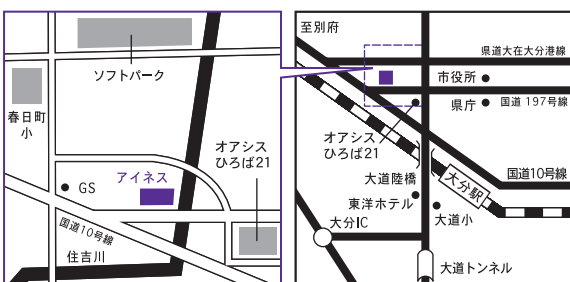 ソフトパーク
春日町
小
オアシス
ひろば21
アイネス
GS
国道10号線
住吉川
至別府
県道大在大分港線
市役所
県庁
国道 197号線
オアシス
ひろば21
国道10号線
大道陸橋
大分駅
東洋ホテル
大道小
大分IC
大道トンネル